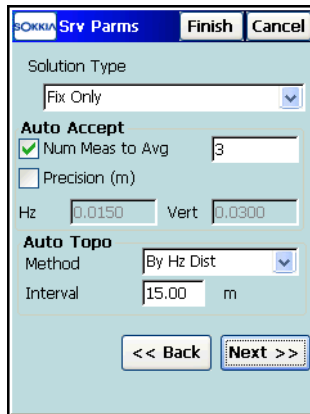 SOKKIA Srv Parms Finish Cancel
Solution Type
Fix Only
Auto Accept
Num Meas to Avg 3
Precision (m)
Hz 0.0150 Vert 0.0300
Auto Topo
Method By Hz Dist
Interval 15.00 m
<< Back Next >>